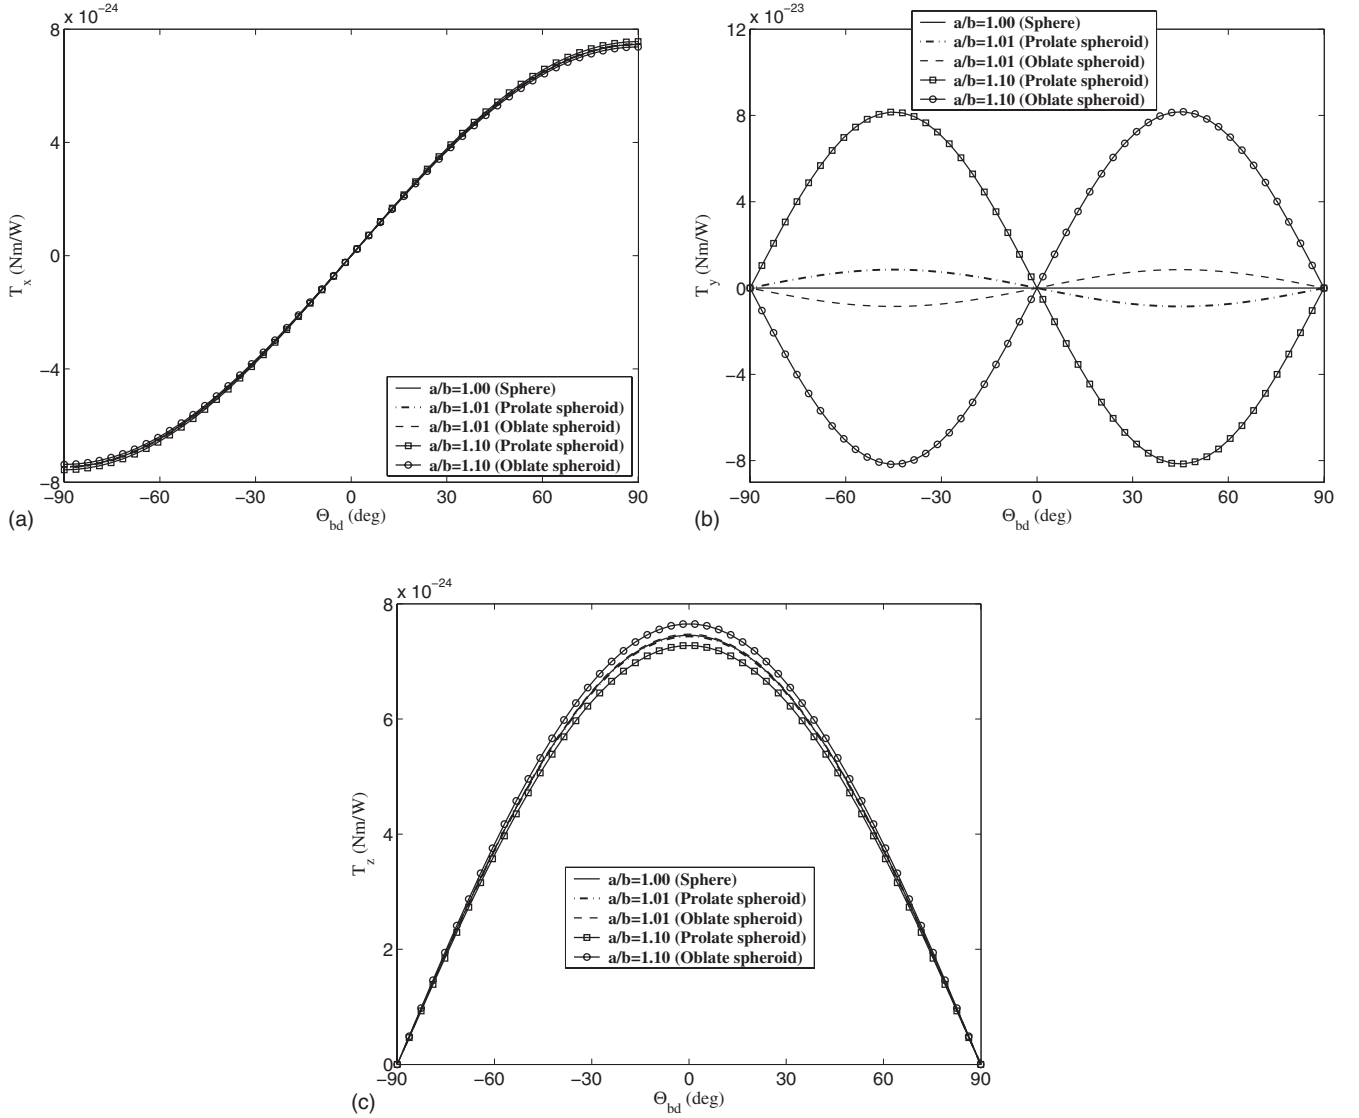 x 10−24
8
4
0
−4
−8
T_x (Nm/W)
−90 −60 −30 0 30 60 90
Θ_bd (deg)
a/b=1.00 (Sphere)
a/b=1.01 (Prolate spheroid)
a/b=1.01 (Oblate spheroid)
a/b=1.10 (Prolate spheroid)
a/b=1.10 (Oblate spheroid)
(a)
x 10−23
12
8
4
0
−4
−8
T_y (Nm/W)
−90 −60 −30 0 30 60 90
Θ_bd (deg)
a/b=1.00 (Sphere)
a/b=1.01 (Prolate spheroid)
a/b=1.01 (Oblate spheroid)
a/b=1.10 (Prolate spheroid)
a/b=1.10 (Oblate spheroid)
(b)
x 10−24
8
6
4
2
0
T_z (Nm/W)
−90 −60 −30 0 30 60 90
Θ_bd (deg)
a/b=1.00 (Sphere)
a/b=1.01 (Prolate spheroid)
a/b=1.01 (Oblate spheroid)
a/b=1.10 (Prolate spheroid)
a/b=1.10 (Oblate spheroid)
(c)